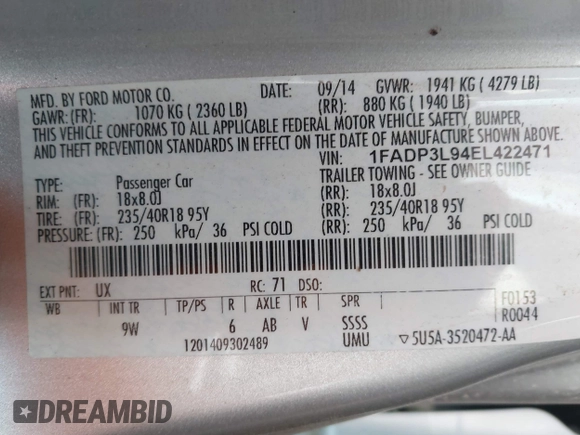 MFD. BY FORD MOTOR CO. DATE: 09/14 GVWR: 1941 KG ( 4279 LB)
GAWR:(FR): 1070 KG ( 2360 LB) (RR): 880 KG ( 1940 LB)
THIS VEHICLE CONFORMS TO ALL APPLICABLE FEDERAL MOTOR VEHICLE SAFETY, BUMPER,
AND THEFT PREVENTION STANDARDS IN EFFECT ON THE DATE OF MANUFACTURE SHOWN ABOVE.
VIN: 1FADP3L94EL422471
TYPE: Passenger Car TRAILER TOWING - SEE OWNER GUIDE
RIM: (FR): 18x8.0J (RR): 18x8.0J
TIRE: (FR): 235/40R18 95Y (RR): 235/40R18 95Y
PRESSURE: (FR): 250 kPa/ 36 PSI COLD (RR): 250 kPa/ 36 PSI COLD
EXT PNT: UX RC: 71 DSO:
WB INT TR TP/PS R AXLE TR SPR F0153
9W 6 AB V SSSS R0044
1201409302489 UMU ▽5U5A-3520472-AA
DREAMBID